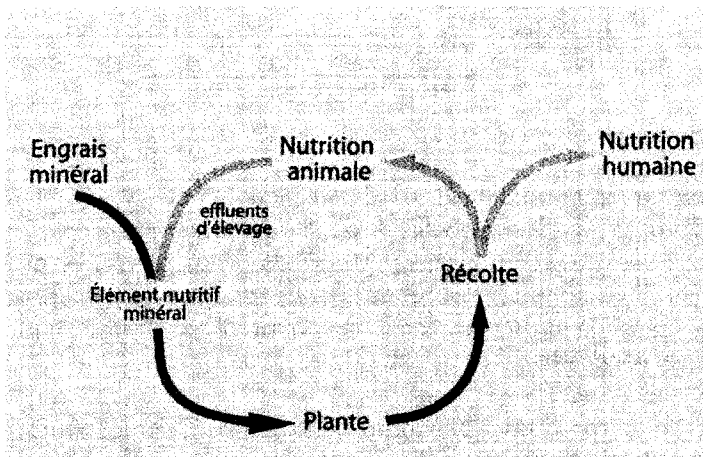 Engrais
minéral
Nutrition
animale
Nutrition
humaine
effluents
d'élevage
Élément nutritif
minéral
Récolte
Plante